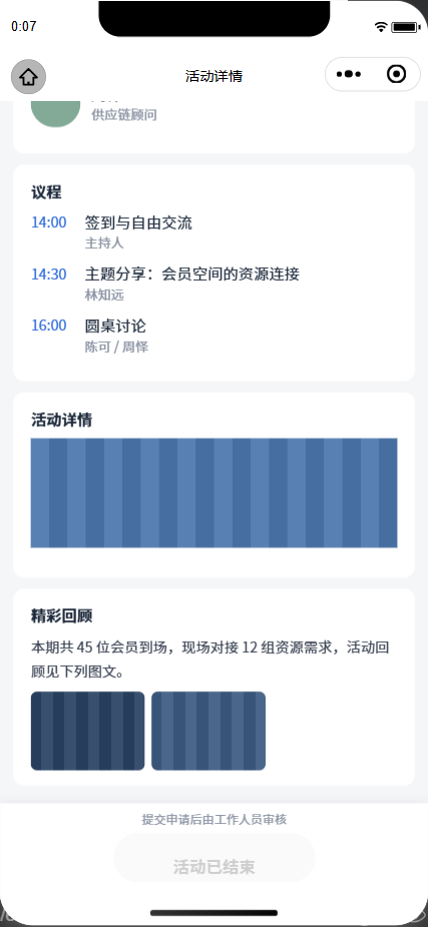 0:07
活动详情
供应链顾问
议程
14:00 签到与自由交流
主持人
14:30 主题分享：会员空间的资源连接
林知远
16:00 圆桌讨论
陈可 / 周怿
活动详情
精彩回顾
本期共 45 位会员到场，现场对接 12 组资源需求，活动回
顾见下列图文。
提交申请后由工作人员审核
活动已结束